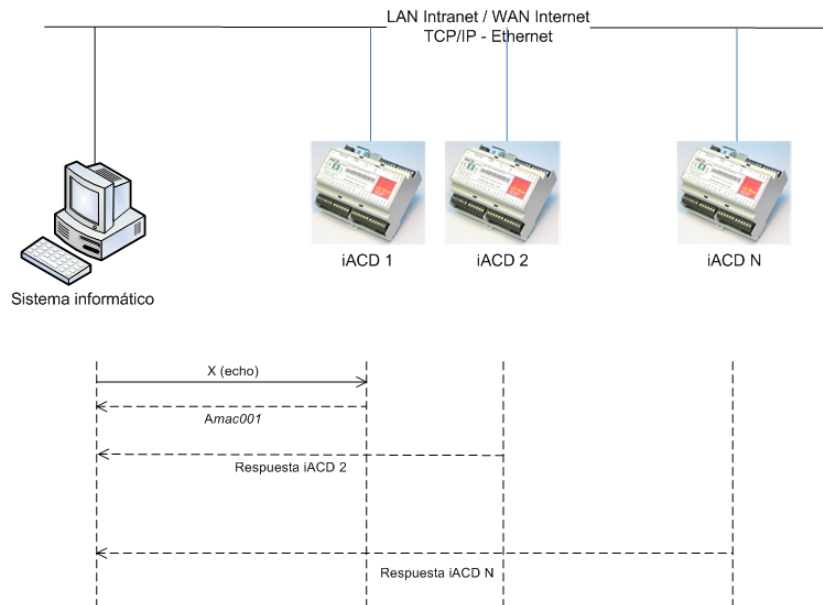 LAN Intranet / WAN Internet
TCP/IP - Ethernet
iACD 1
iACD 2
iACD N
Sistema informático
X (echo)
Amac001
Respuesta iACD 2
Respuesta iACD N